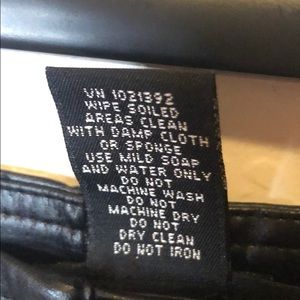 VN 1021392
WIPE SOILED
AREAS CLEAN
WITH DAMP CLOTH
OR SPONGE
USE MILD SOAP
AND WATER ONLY
DO NOT
MACHINE WASH
DO NOT
MACHINE DRY
DO NOT
DRY CLEAN
DO NOT IRON